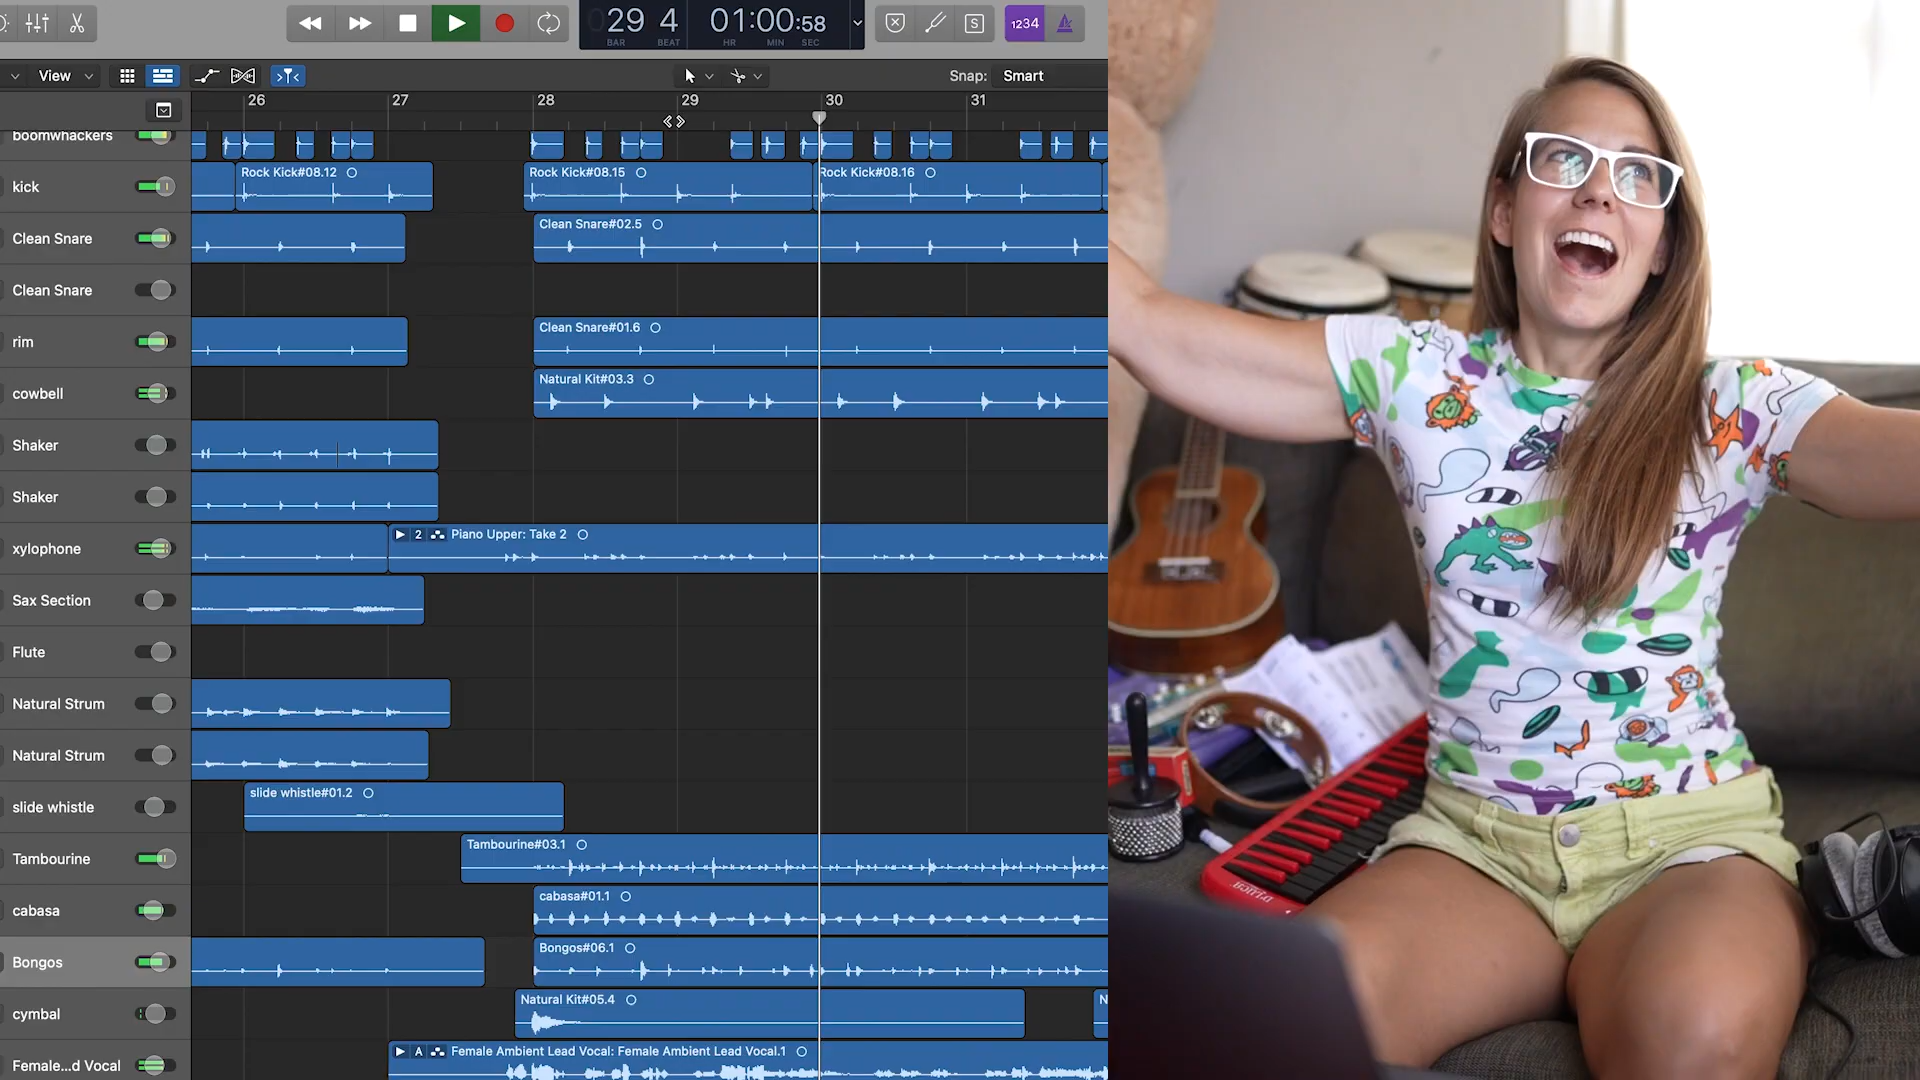 29 4 01:00:58
BAR BEAT HR MIN SEC
1234
View
Snap: Smart
26 27 28 29 30 31
boomwhackers
kick
Rock Kick#08.12
Rock Kick#08.15
Rock Kick#08.16
Clean Snare
Clean Snare#02.5
Clean Snare
rim
Clean Snare#01.6
cowbell
Natural Kit#03.3
Shaker
Shaker
xylophone
2 Piano Upper: Take 2
Sax Section
Flute
Natural Strum
Natural Strum
slide whistle
slide whistle#01.2
Tambourine
Tambourine#03.1
cabasa
cabasa#01.1
Bongos
Bongos#06.1
cymbal
Natural Kit#05.4
N
Female...d Vocal
A Female Ambient Lead Vocal: Female Ambient Lead Vocal.1